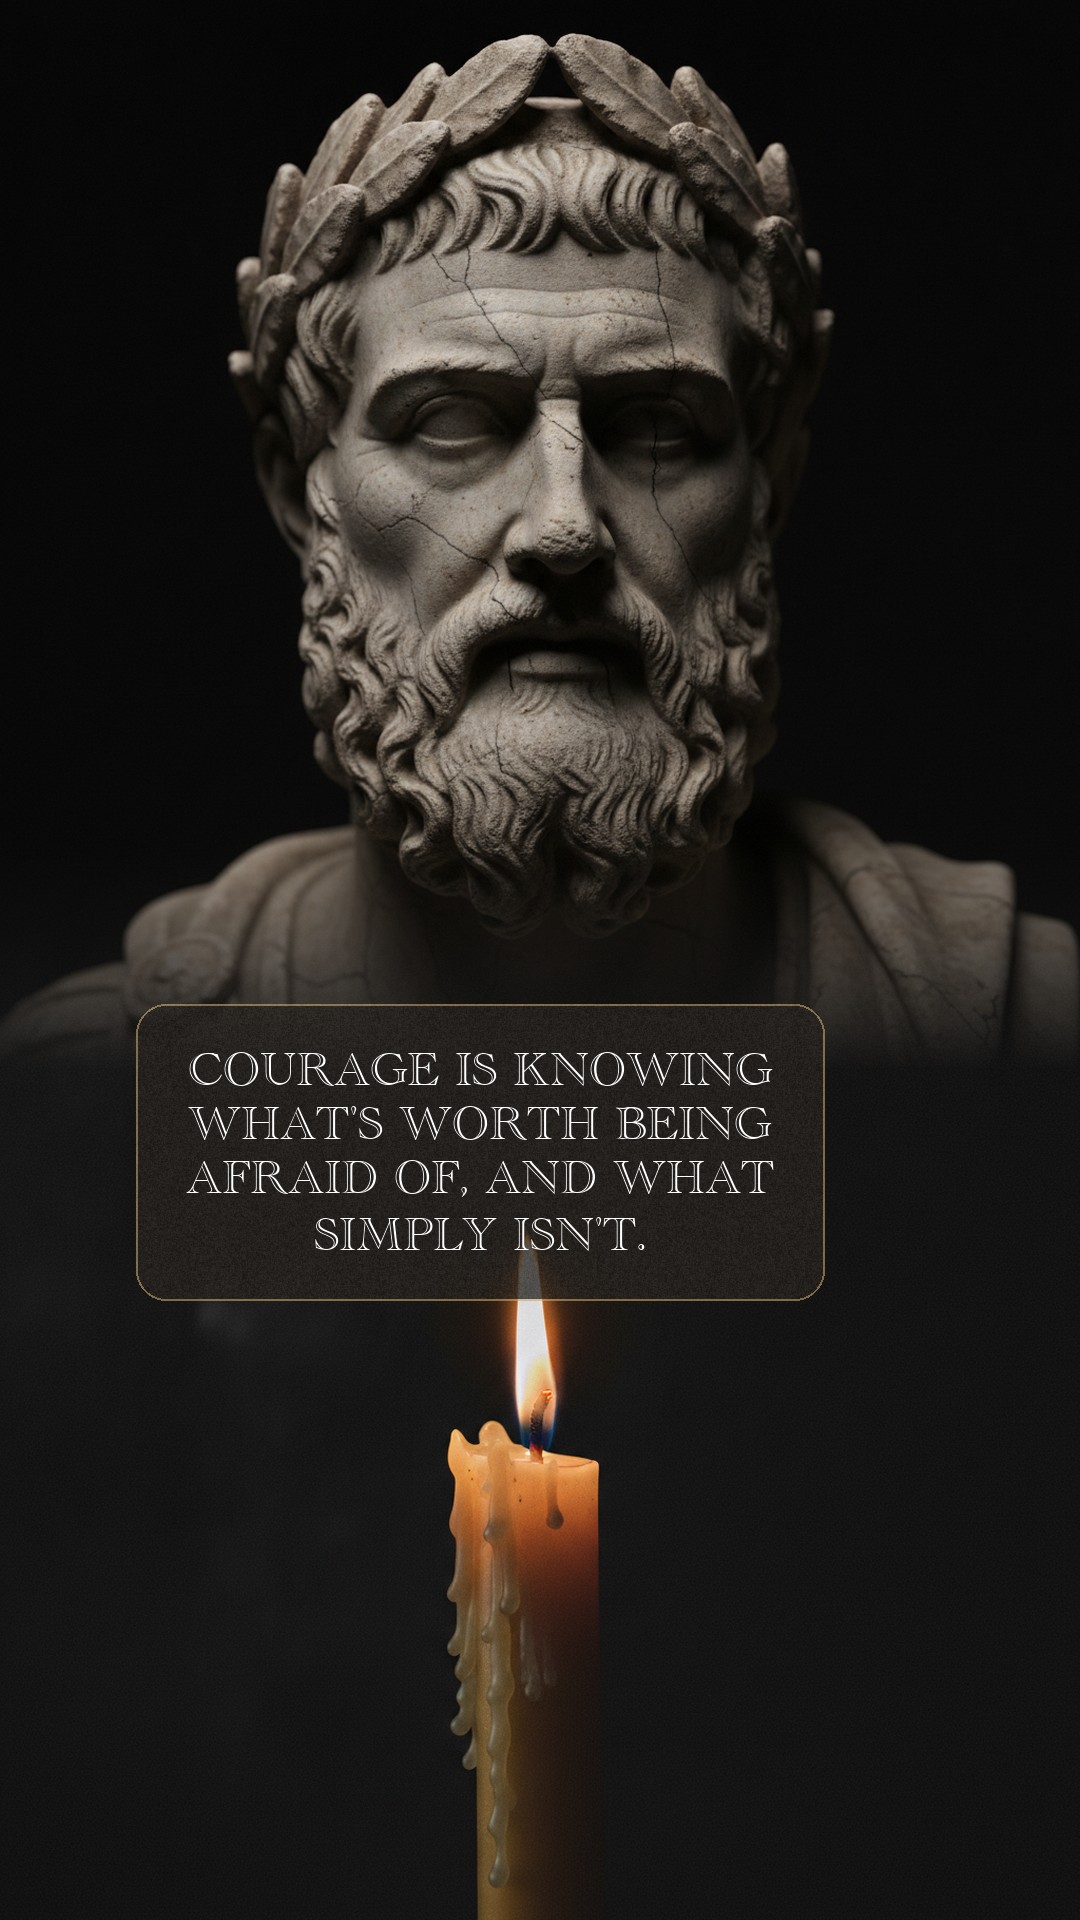 COURAGE IS KNOWING
WHAT'S WORTH BEING
AFRAID OF, AND WHAT
SIMPLY ISN'T.